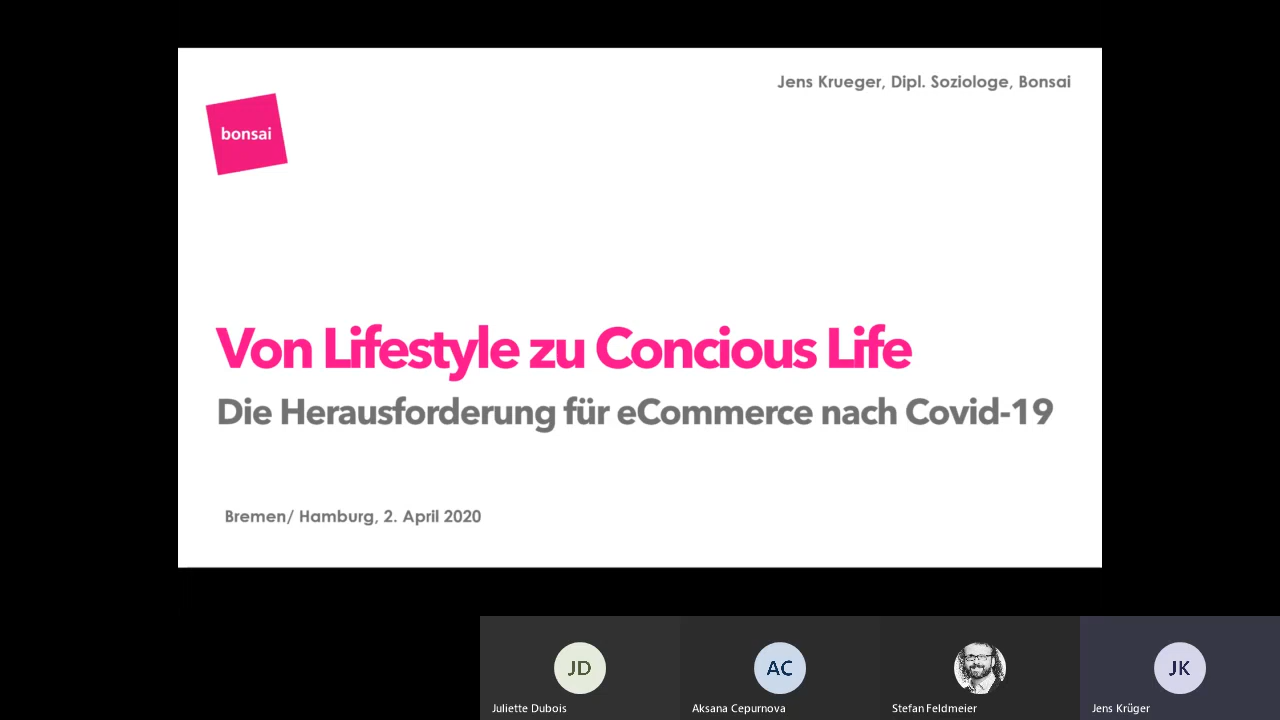 Jens Krueger, Dipl. Soziologe, Bonsai
bonsai
Von Lifestyle zu Concious Life
Die Herausforderung für eCommerce nach Covid-19
Bremen/ Hamburg, 2. April 2020
JD
AC
JK
Juliette Dubois
Aksana Cepurnova
Stefan Feldmeier
Jens Krüger